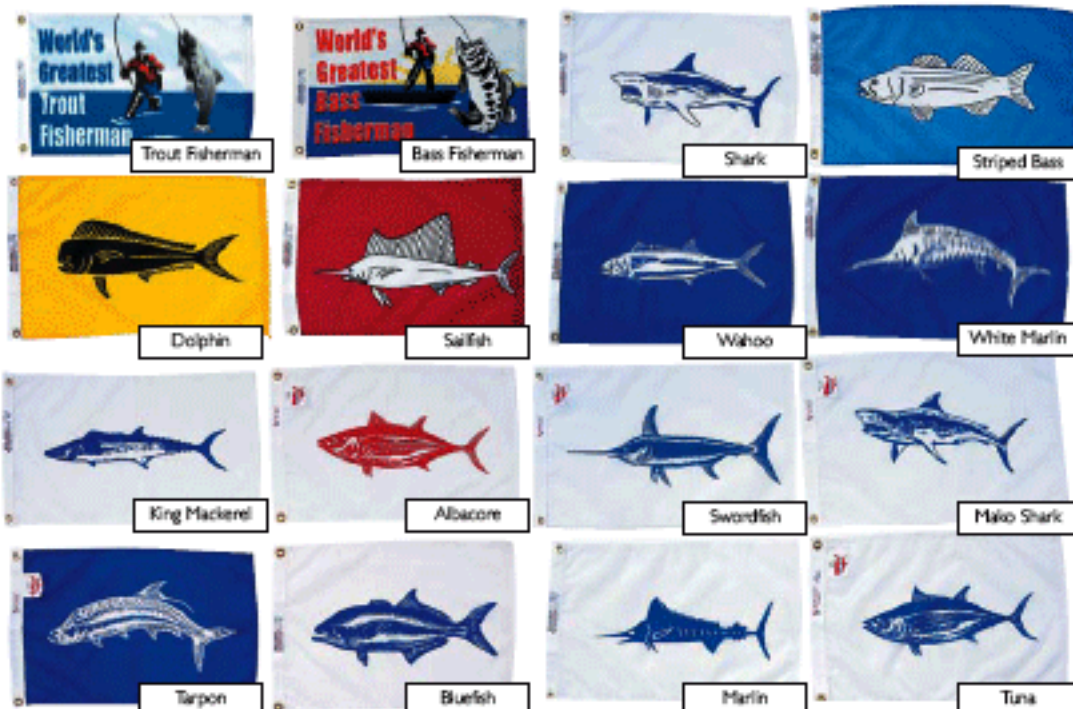 World's
Greatest
Trout
Fisherman
Trout Fisherman
World's
Greatest
Bass
Fisherman
Bass Fisherman
Shark
Striped Bass
Dolphin
Sailfish
Wahoo
White Marlin
King Mackerel
Albacore
Swordfish
Mako Shark
Tarpon
Bluefish
Marlin
Tuna